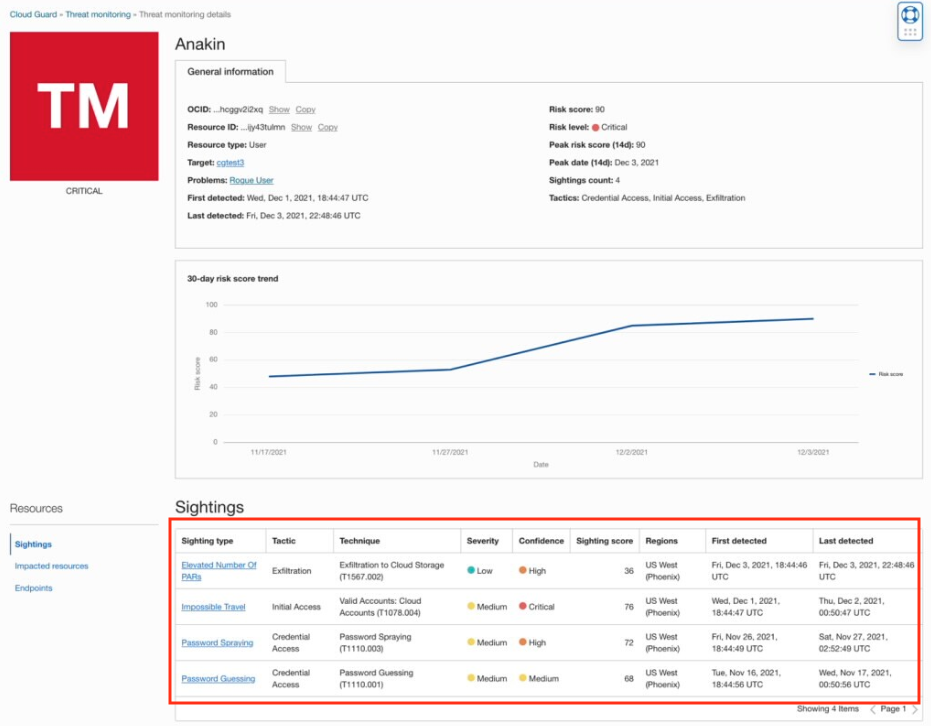 Cloud Guard » Threat monitoring » Threat monitoring details
TM
CRITICAL
Anakin
General information
OCID: ...hcggv2i2xq Show Copy
Resource ID: ...ijy43tulmn Show Copy
Resource type: User
Target: cgtest3
Problems: Rogue User
First detected: Wed, Dec 1, 2021, 18:44:47 UTC
Last detected: Fri, Dec 3, 2021, 22:48:46 UTC
Risk score: 90
Risk level: Critical
Peak risk score (14d): 90
Peak date (14d): Dec 3, 2021
Sightings count: 4
Tactics: Credential Access, Initial Access, Exfiltration
30-day risk score trend
100
80
60
40
20
0
Risk score
11/17/2021 11/27/2021 12/2/2021 12/3/2021
Date
Risk score
Resources
Sightings
Impacted resources
Endpoints
Sightings
Sighting type Tactic Technique Severity Confidence Sighting score Regions First detected Last detected
Elevated Number Of PARs Exfiltration Exfiltration to Cloud Storage (T1567.002) Low High 36 US West (Phoenix) Fri, Dec 3, 2021, 18:44:46 UTC Fri, Dec 3, 2021, 22:48:46 UTC
Impossible Travel Initial Access Valid Accounts: Cloud Accounts (T1078.004) Medium Critical 76 US West (Phoenix) Wed, Dec 1, 2021, 18:44:47 UTC Thu, Dec 2, 2021, 00:50:47 UTC
Password Spraying Credential Access Password Spraying (T1110.003) Medium High 72 US West (Phoenix) Fri, Nov 26, 2021, 18:44:49 UTC Sat, Nov 27, 2021, 02:52:49 UTC
Password Guessing Credential Access Password Guessing (T1110.001) Medium Medium 68 US West (Phoenix) Tue, Nov 16, 2021, 18:44:56 UTC Wed, Nov 17, 2021, 00:50:56 UTC
Showing 4 Items < Page 1 >